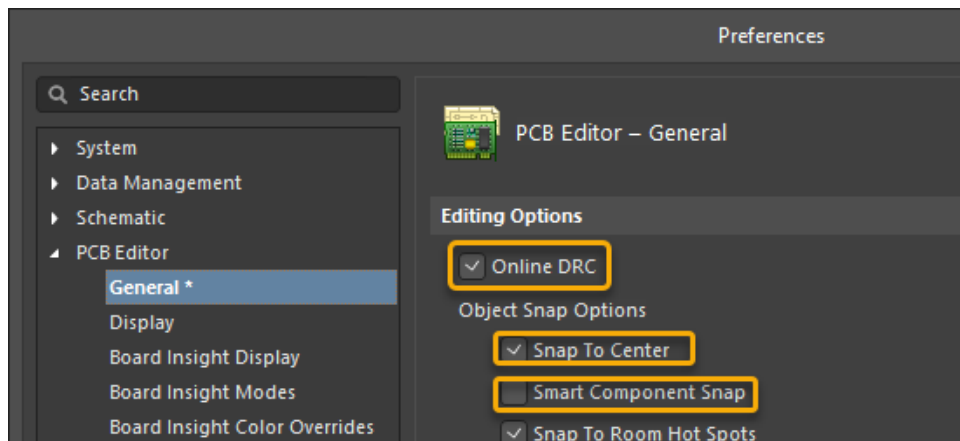 Preferences
Search
System
Data Management
Schematic
PCB Editor
General *
Display
Board Insight Display
Board Insight Modes
Board Insight Color Overrides
PCB Editor – General
Editing Options
Online DRC
Object Snap Options
Snap To Center
Smart Component Snap
Snap To Room Hot Spots